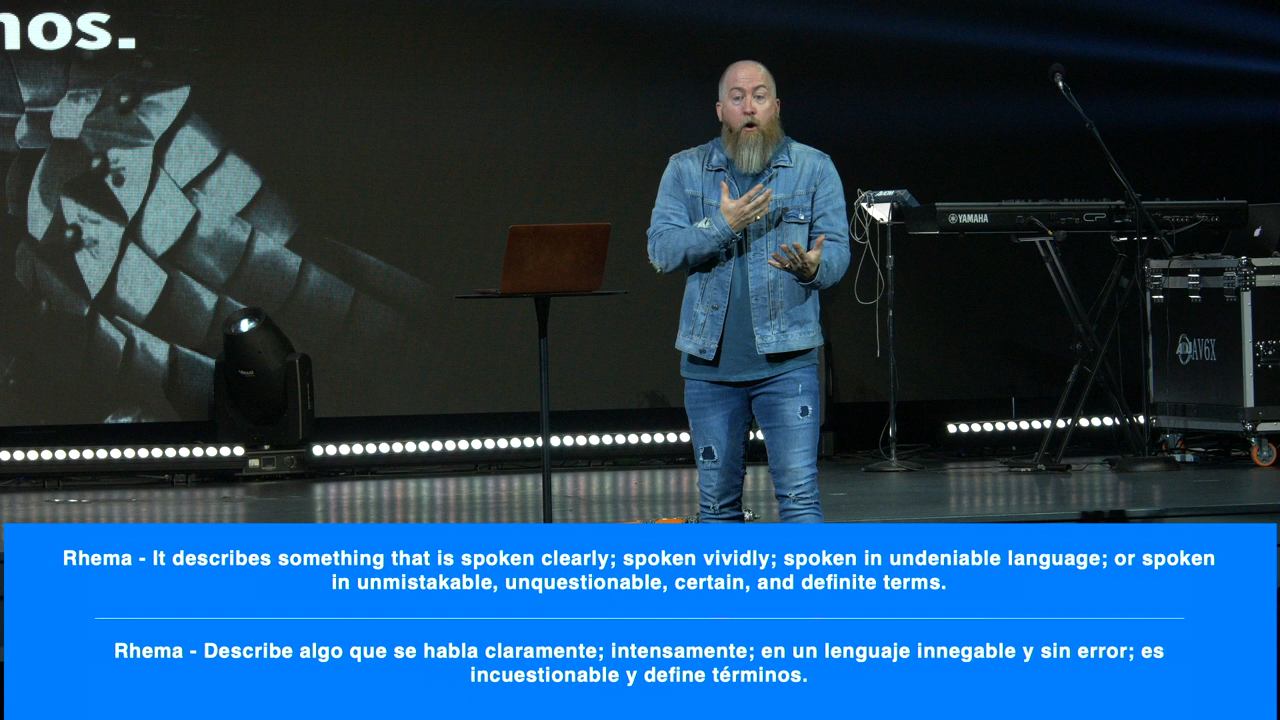 nos.
YAMAHA
CP
AV6X
Rhema - It describes something that is spoken clearly; spoken vividly; spoken in undeniable language; or spoken
in unmistakable, unquestionable, certain, and definite terms.
Rhema - Describe algo que se habla claramente; intensamente; en un lenguaje innegable y sin error; es
incuestionable y define términos.